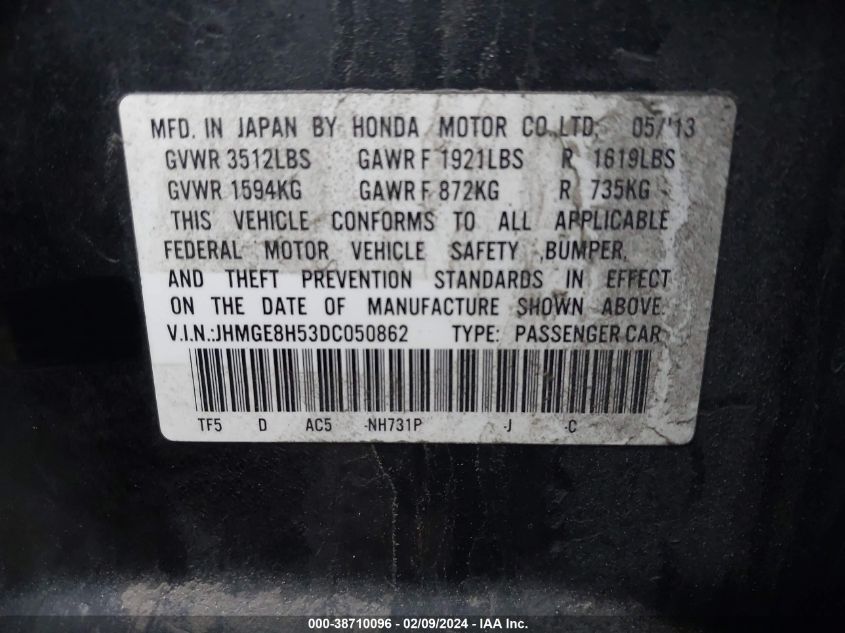 MFD. IN JAPAN BY HONDA MOTOR CO.,LTD. 05/'13
GVWR 3512LBS GAWR F 1921LBS R 1619LBS
GVWR 1594KG GAWR F 872KG R 735KG
THIS VEHICLE CONFORMS TO ALL APPLICABLE
FEDERAL MOTOR VEHICLE SAFETY ,BUMPER,
AND THEFT PREVENTION STANDARDS IN EFFECT
ON THE DATE OF MANUFACTURE SHOWN ABOVE.
V.I.N.:JHMGE8H53DC050862 TYPE: PASSENGER CAR
TF5 D AC5 -NH731P -J -C
000-38710096 - 02/09/2024 - IAA Inc.